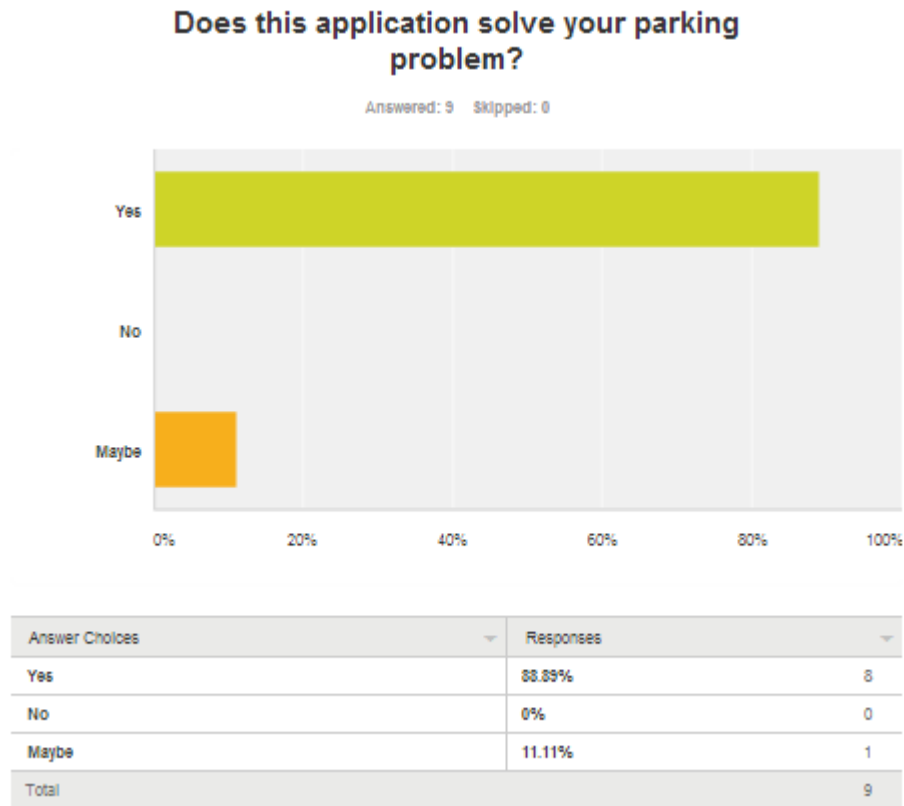 Does this application solve your parking
problem?
Answered: 9 Skipped: 0
Yes
No
Maybe
0% 20% 40% 60% 80% 100%
Answer Choices Responses
Yes 88.89% 8
No 0% 0
Maybe 11.11% 1
Total 9